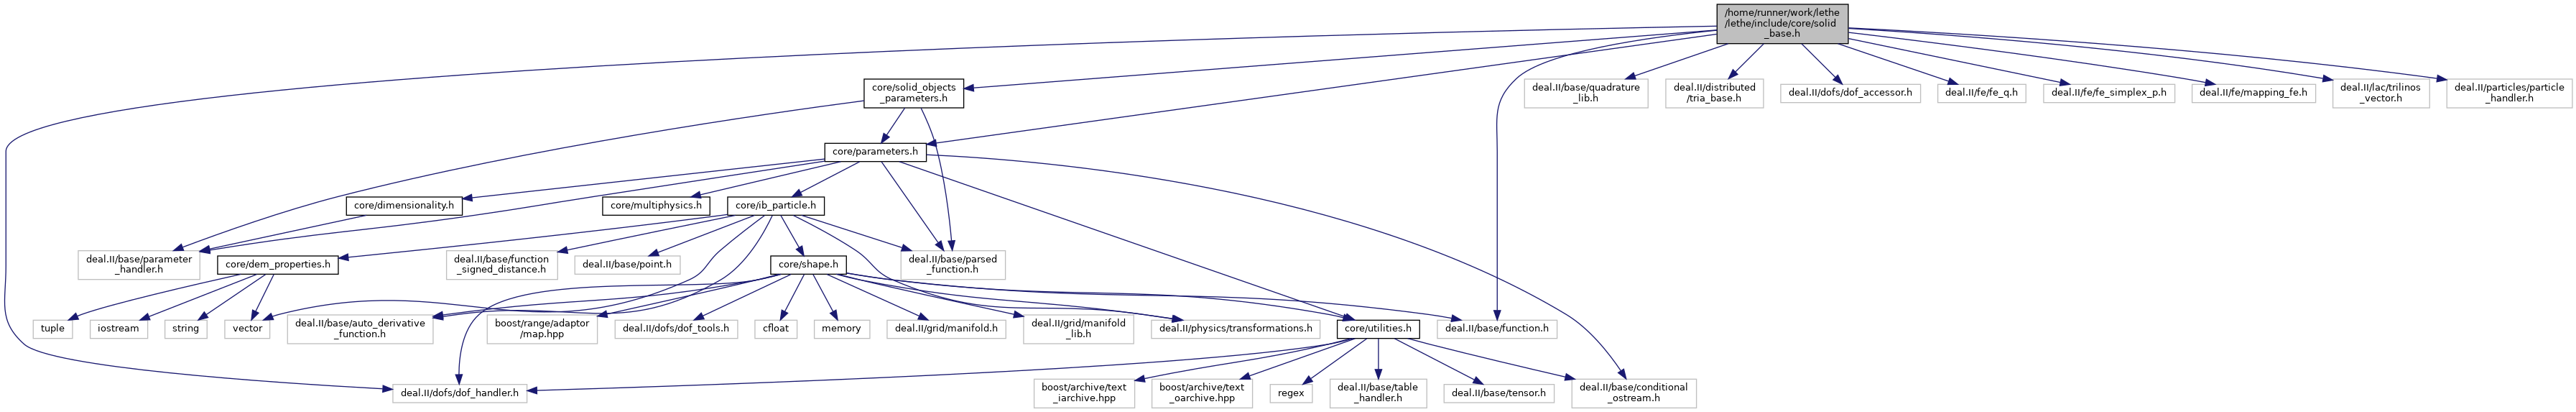 /home/runner/work/lethe
/lethe/include/core/solid
_base.h
core/solid_objects
_parameters.h
deal.II/base/quadrature
_lib.h
deal.II/distributed
/tria_base.h
deal.II/dofs/dof_accessor.h
deal.II/fe/fe_q.h
deal.II/fe/fe_simplex_p.h
deal.II/fe/mapping_fe.h
deal.II/lac/trilinos
_vector.h
deal.II/particles/particle
_handler.h
core/parameters.h
core/dimensionality.h
core/multiphysics.h
core/ib_particle.h
deal.II/base/parameter
_handler.h
core/dem_properties.h
deal.II/base/function
_signed_distance.h
deal.II/base/point.h
core/shape.h
deal.II/base/parsed
_function.h
tuple
iostream
string
vector
deal.II/base/auto_derivative
_function.h
boost/range/adaptor
/map.hpp
deal.II/dofs/dof_tools.h
cfloat
memory
deal.II/grid/manifold.h
deal.II/grid/manifold
_lib.h
deal.II/physics/transformations.h
core/utilities.h
deal.II/base/function.h
deal.II/dofs/dof_handler.h
boost/archive/text
_iarchive.hpp
boost/archive/text
_oarchive.hpp
regex
deal.II/base/table
_handler.h
deal.II/base/tensor.h
deal.II/base/conditional
_ostream.h